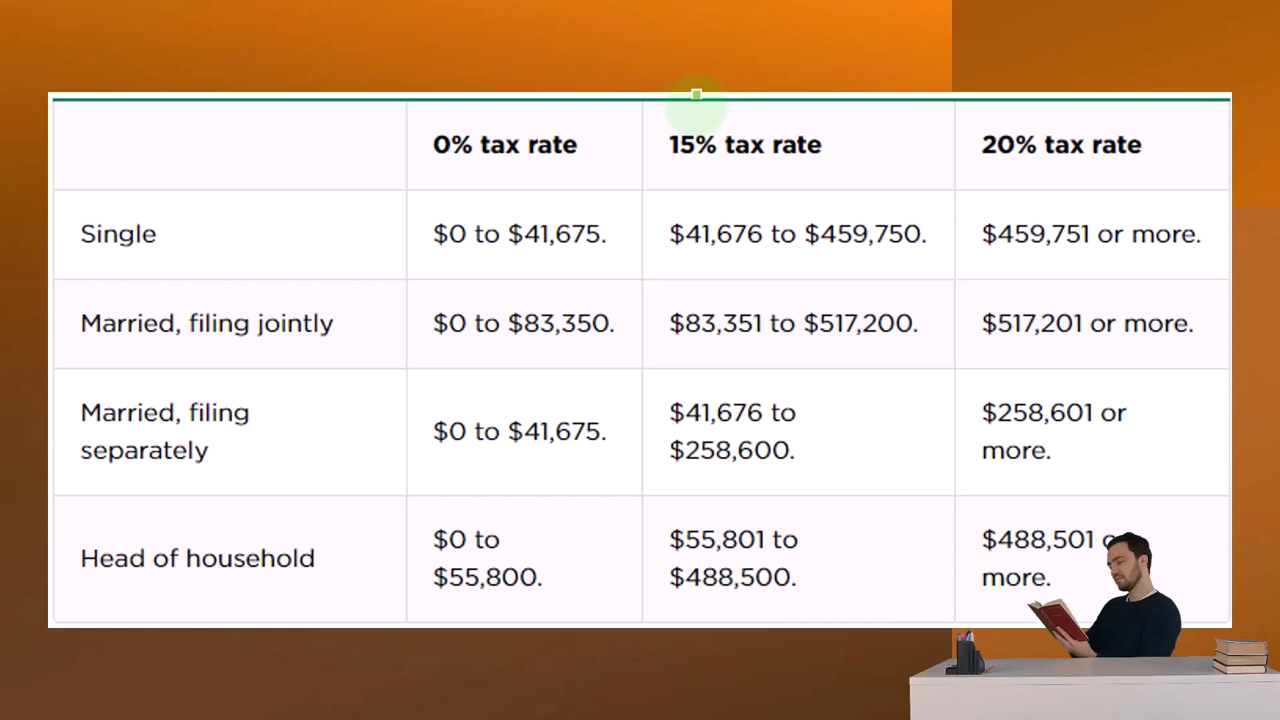 0% tax rate 15% tax rate 20% tax rate
Single $0 to $41,675. $41,676 to $459,750. $459,751 or more.
Married, filing jointly $0 to $83,350. $83,351 to $517,200. $517,201 or more.
Married, filing
separately
$0 to $41,675.
$41,676 to
$258,600.
$258,601 or
more.
Head of household
$0 to
$55,800.
$55,801 to
$488,500.
$488,501
more.